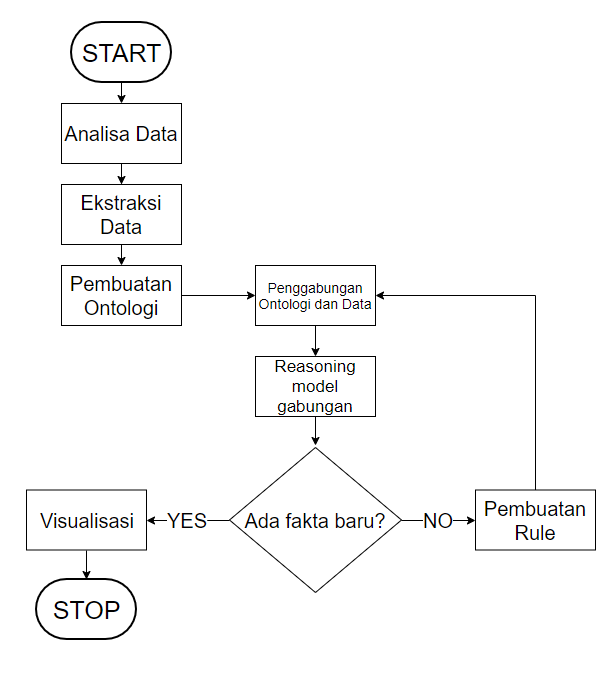 START
Analisa Data
Ekstraksi
Data
Pembuatan
Ontologi
Penggabungan
Ontologi dan Data
Reasoning
model
gabungan
Ada fakta baru?
YES
NO
Visualisasi
Pembuatan
Rule
STOP